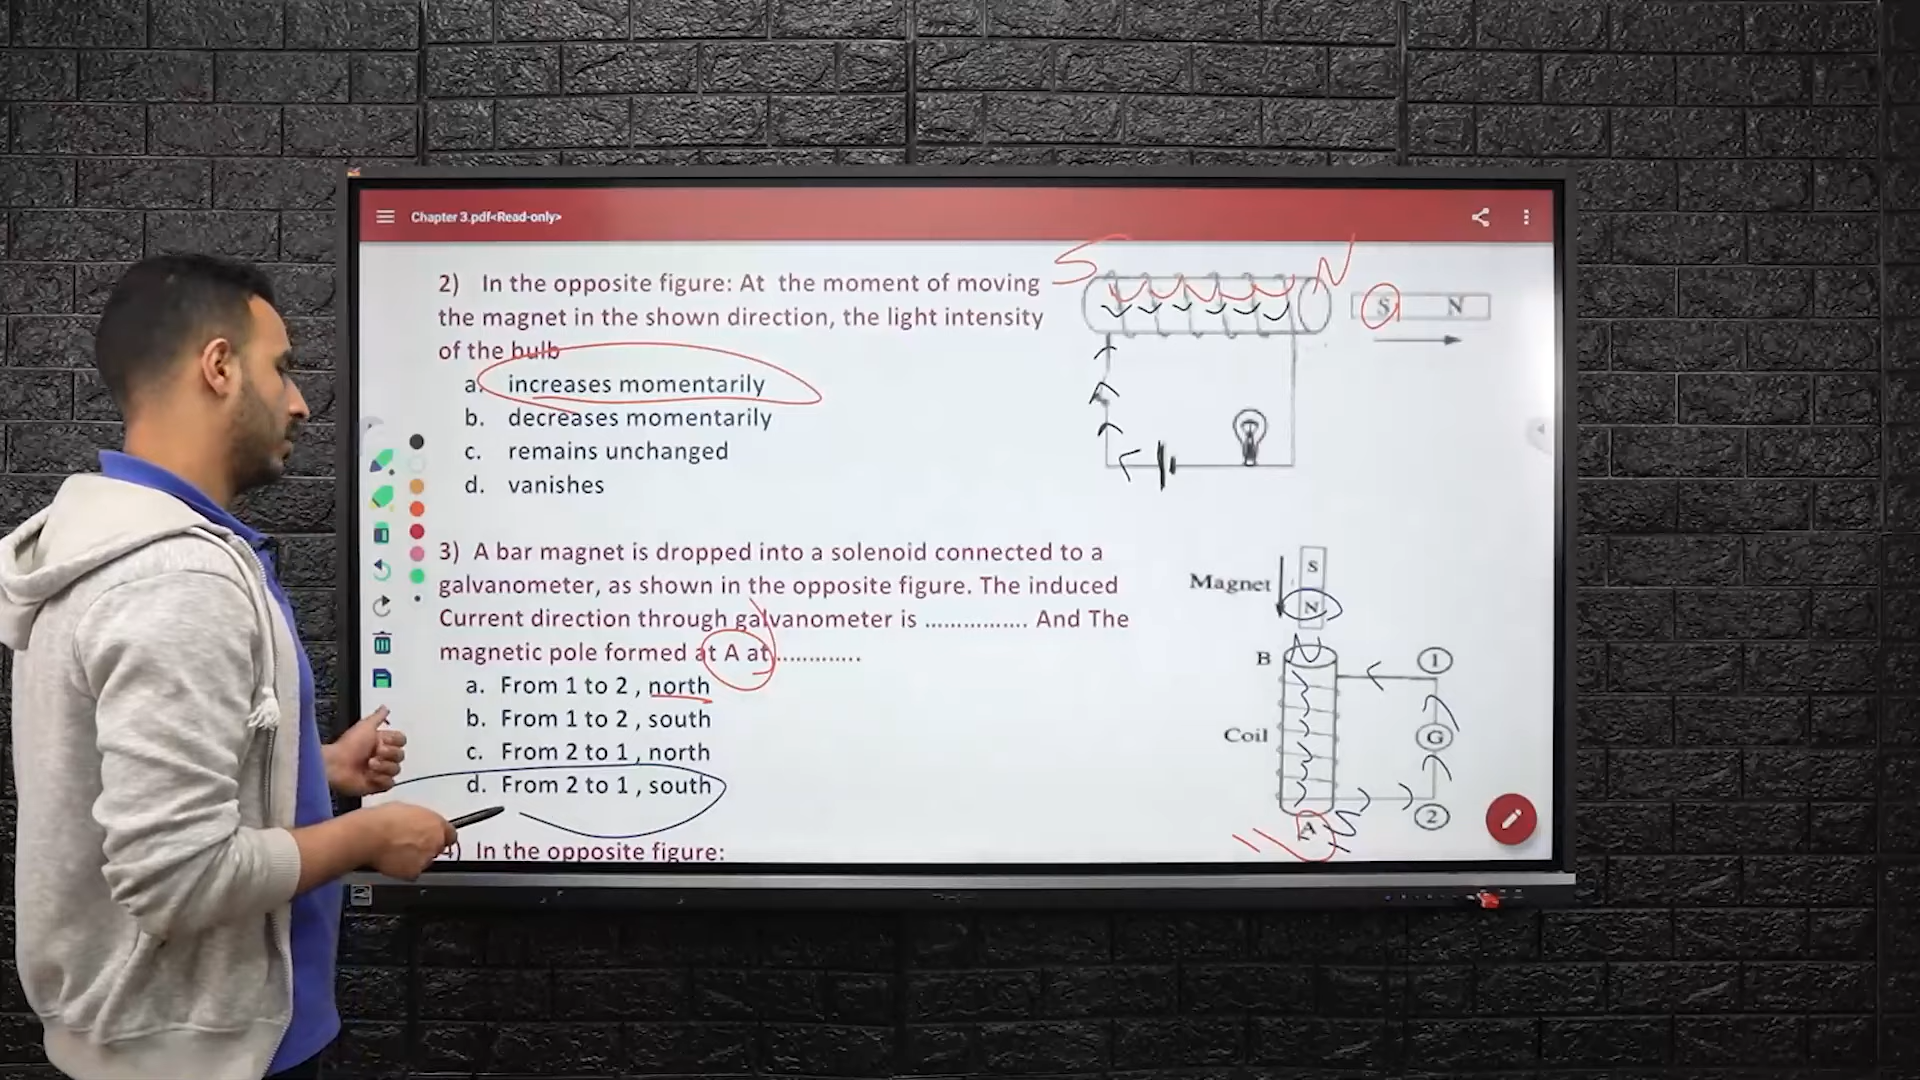 Chapter 3.pdf<Read-only>
2) In the opposite figure: At the moment of moving
the magnet in the shown direction, the light intensity
of the bulb
a. increases momentarily
b. decreases momentarily
c. remains unchanged
d. vanishes
S
N
S N
3) A bar magnet is dropped into a solenoid connected to a
galvanometer, as shown in the opposite figure. The induced
Current direction through galvanometer is ................ And The
magnetic pole formed at A at.............
a. From 1 to 2 , north
b. From 1 to 2 , south
c. From 2 to 1 , north
d. From 2 to 1 , south
Magnet
S
N
N
B
1
Coil
G
2
A
S
4) In the opposite figure: